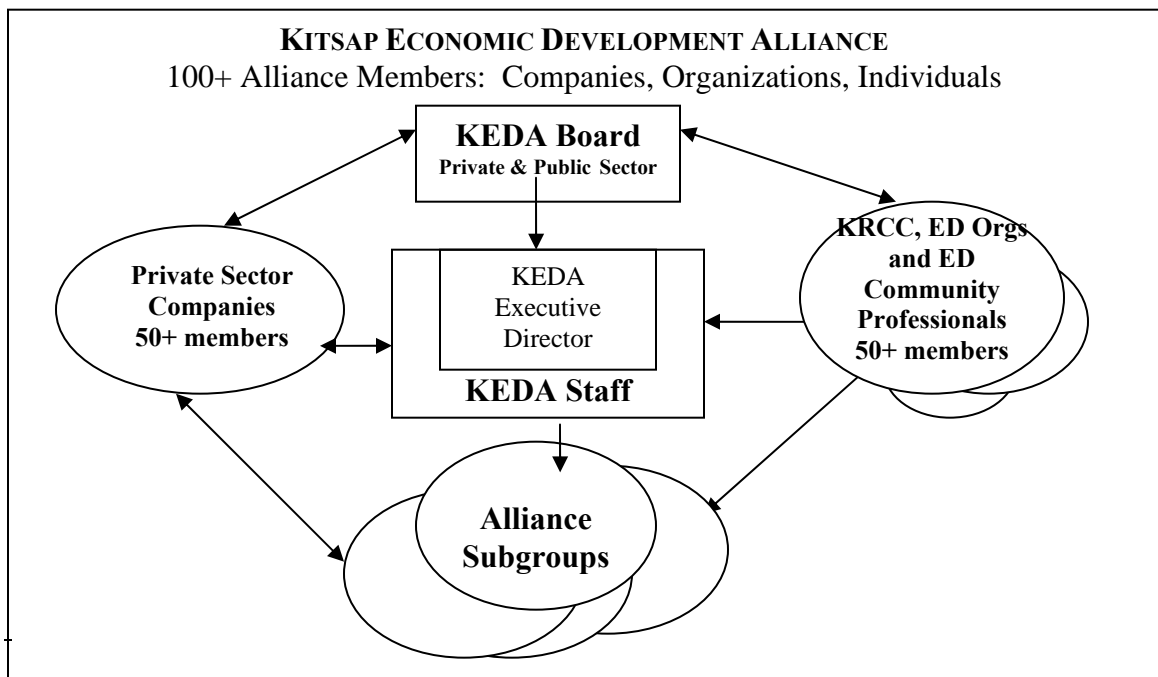 KITSAP ECONOMIC DEVELOPMENT ALLIANCE
100+ Alliance Members: Companies, Organizations, Individuals
KEDA Board
Private & Public Sector
KRCC, ED Orgs
and ED
Community
Professionals
50+ members
Private Sector
Companies
50+ members
KEDA
Executive
Director
KEDA Staff
Alliance
Subgroups